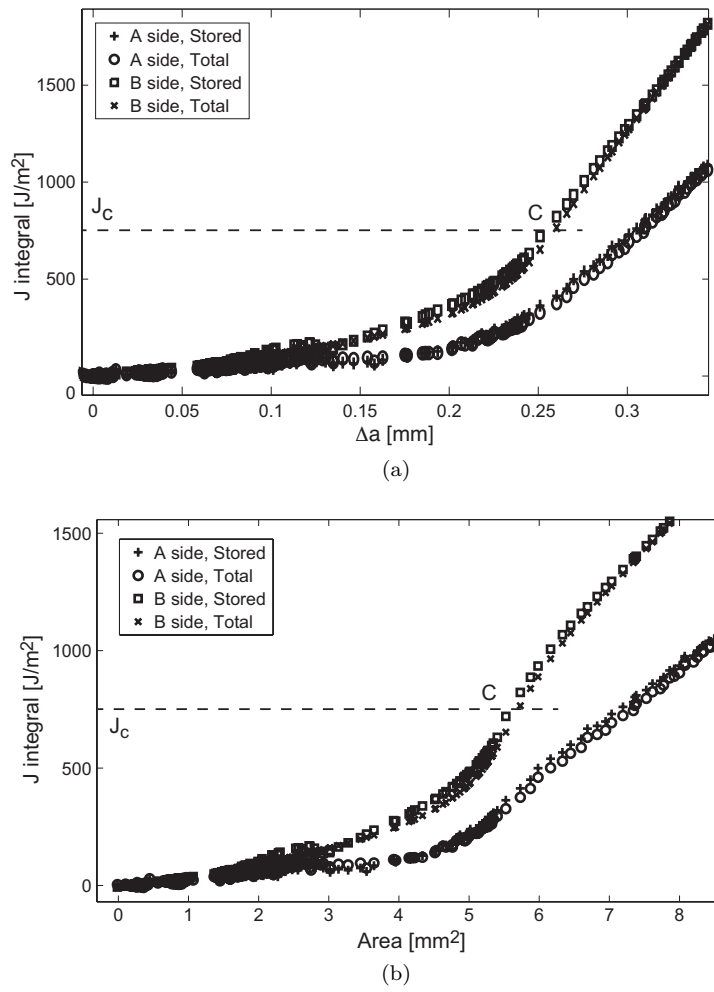 A side, Stored
A side, Total
B side, Stored
B side, Total
1500
1000
500
0
J integral [J/m²]
J_C
C
0
0.05
0.1
0.15
0.2
0.25
0.3
Δa [mm]
(a)
A side, Stored
A side, Total
B side, Stored
B side, Total
1500
1000
500
0
J integral [J/m²]
C
J_C
0
1
2
3
4
5
6
7
8
Area [mm²]
(b)